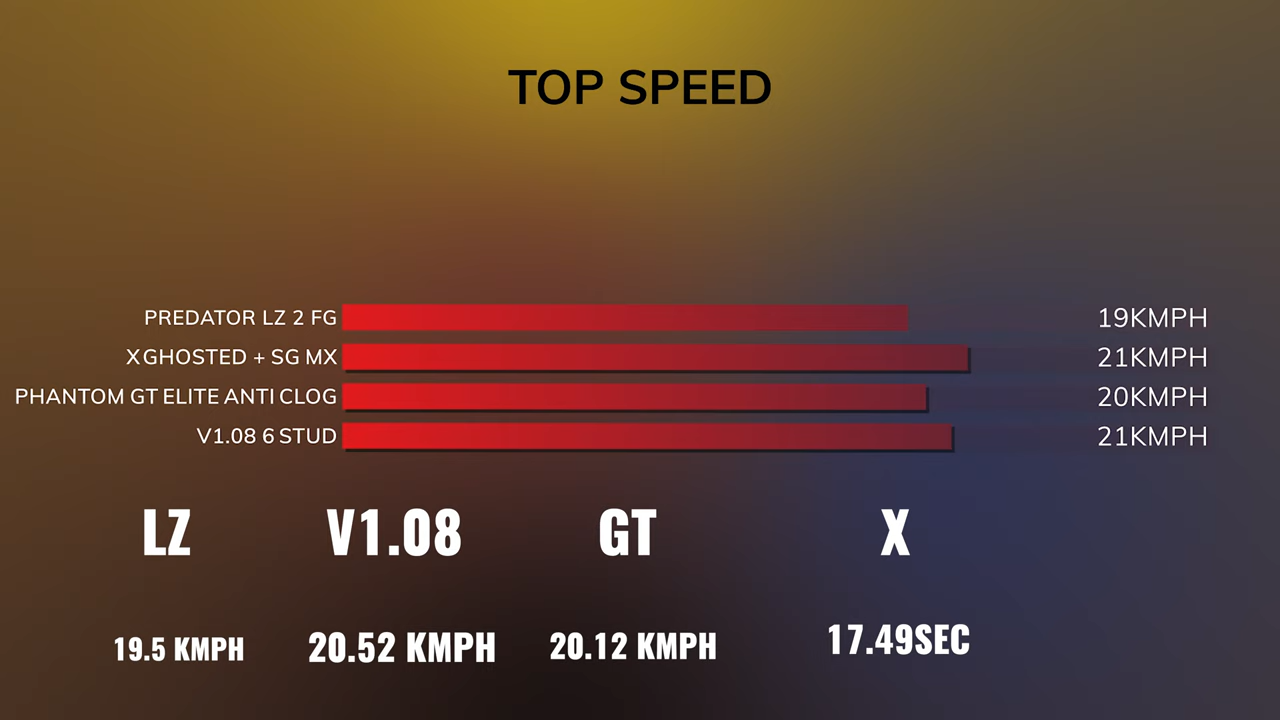 TOP SPEED
PREDATOR LZ 2 FG 19KMPH
X GHOSTED + SG MX 21KMPH
PHANTOM GT ELITE ANTI CLOG 20KMPH
V1.08 6 STUD 21KMPH
LZ V1.08 GT X
19.5 KMPH 20.52 KMPH 20.12 KMPH 17.49SEC